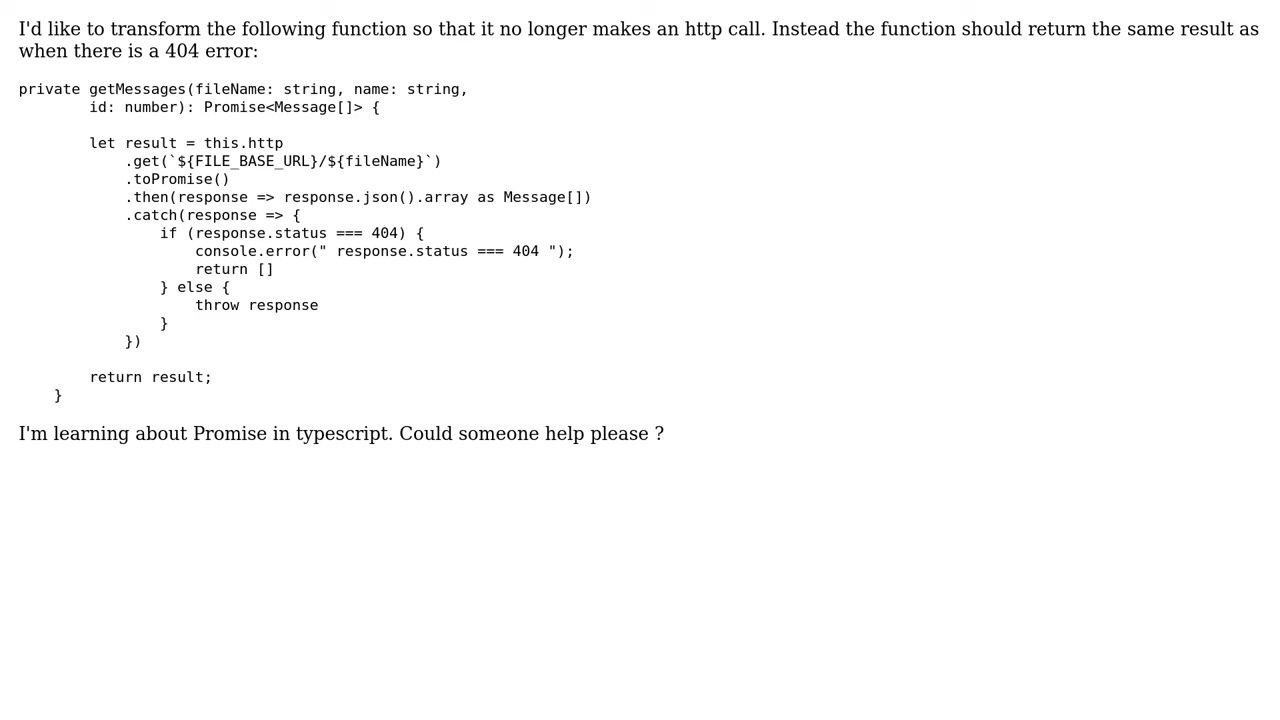 I'd like to transform the following function so that it no longer makes an http call. Instead the function should return the same result as
when there is a 404 error:
private getMessages(fileName: string, name: string,
        id: number): Promise<Message[]> {
        let result = this.http
            .get(`${FILE_BASE_URL}/${fileName}`)
            .toPromise()
            .then(response => response.json().array as Message[])
            .catch(response => {
                if (response.status === 404) {
                    console.error(" response.status === 404 ");
                    return []
                } else {
                    throw response
                }
            })
        return result;
    }
I'm learning about Promise in typescript. Could someone help please ?